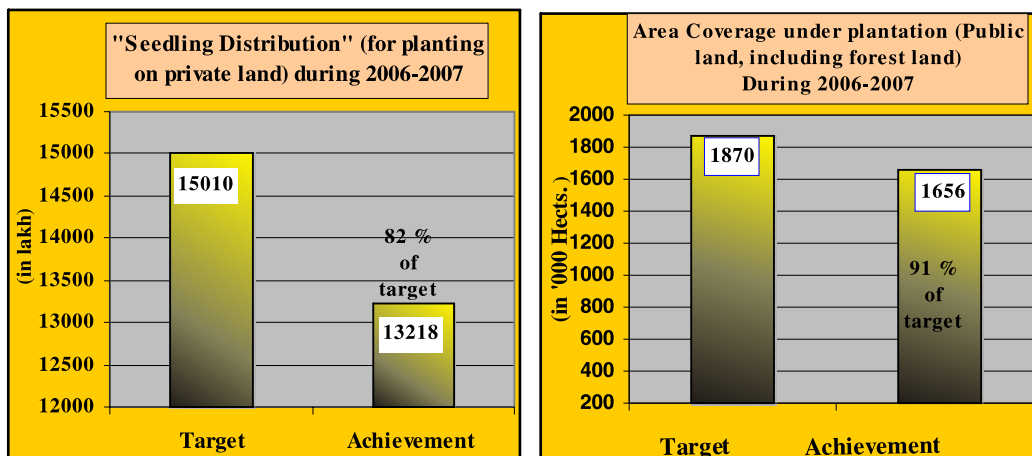 "Seedling Distribution" (for planting
on private land) during 2006-2007
15500
15000
14500
14000
13500
13000
12500
12000
(in lakh)
15010
82 %
of
target
13218
Target
Achievement
Area Coverage under plantation (Public
land, including forest land)
During 2006-2007
2000
1800
1600
1400
1200
1000
800
600
400
200
(in '000 Hects.)
1870
1656
91 %
of
target
Target
Achievement